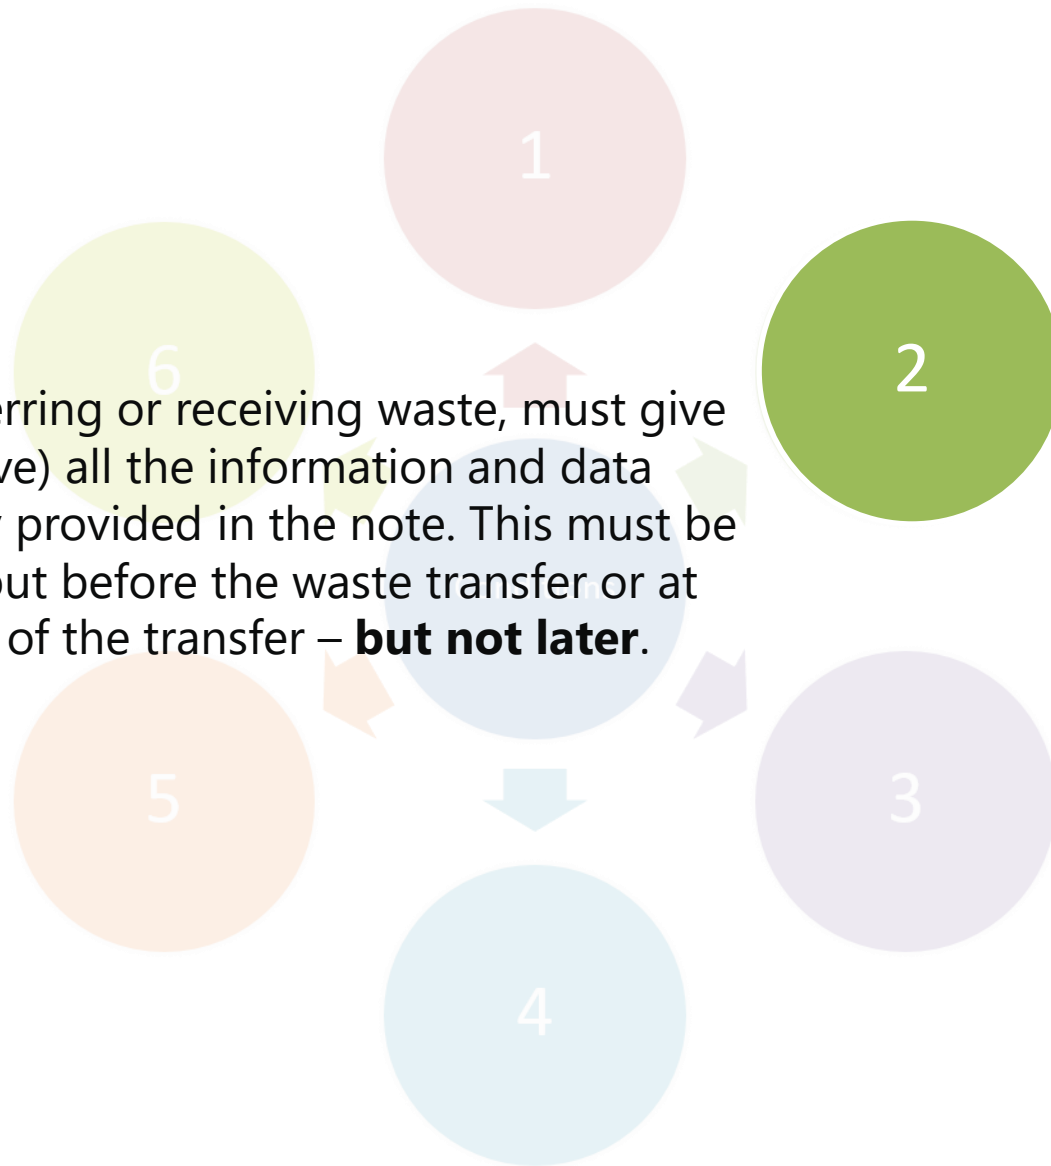 1
2
6
erring or receiving waste, must give
ve) all the information and data
provided in the note. This must be
out before the waste transfer or at
of the transfer – but not later.
5
3
4